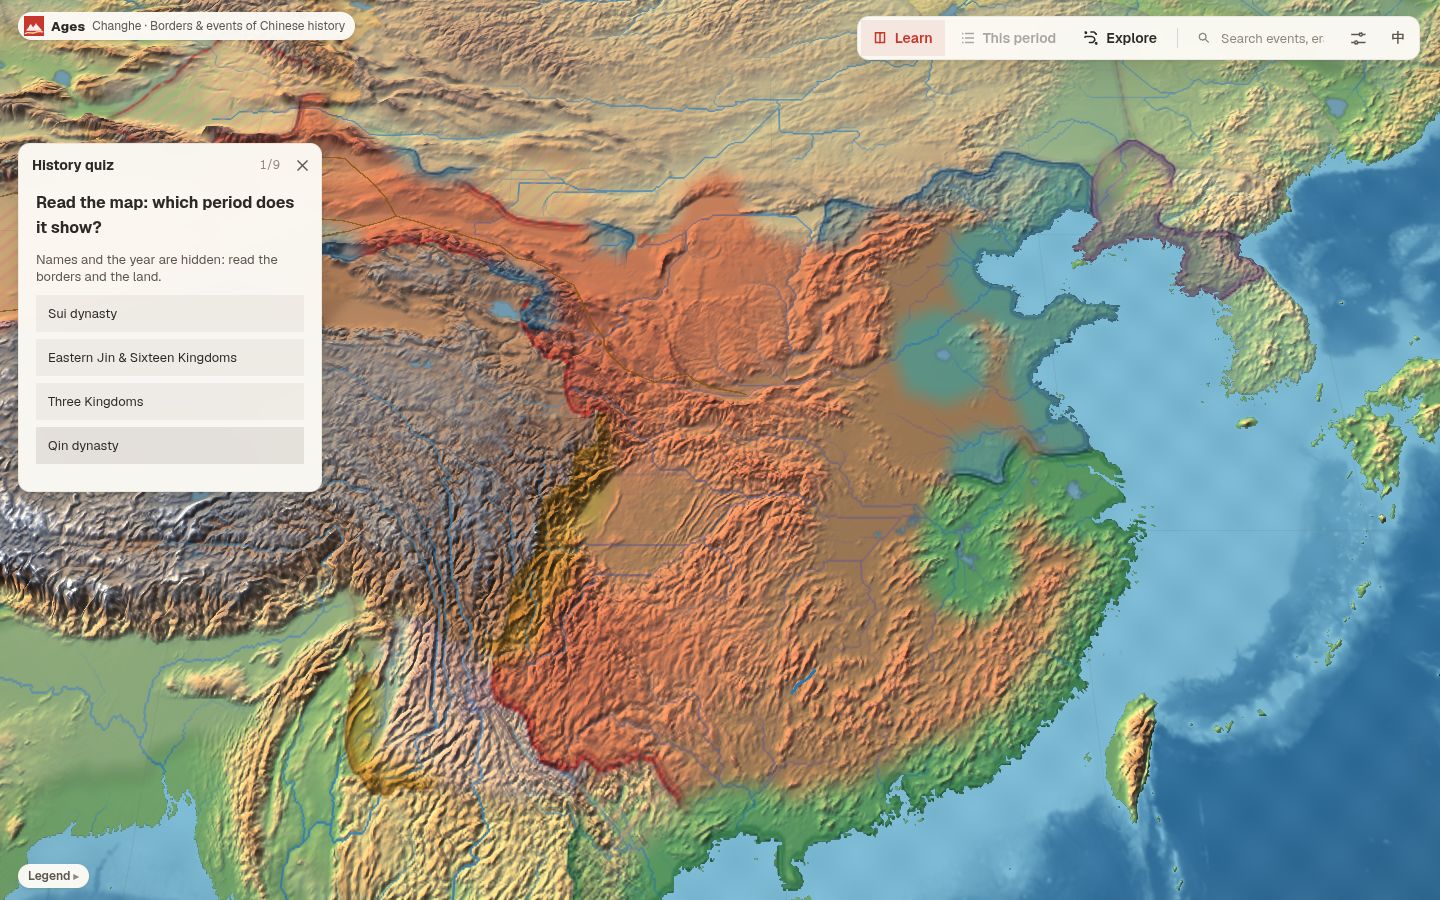 Ages Changhe · Borders & events of Chinese history
Learn
This period
Explore
Search events, er
中
History quiz
1/9
Read the map: which period does
it show?
Names and the year are hidden: read the
borders and the land.
Sui dynasty
Eastern Jin & Sixteen Kingdoms
Three Kingdoms
Qin dynasty
Legend ▸